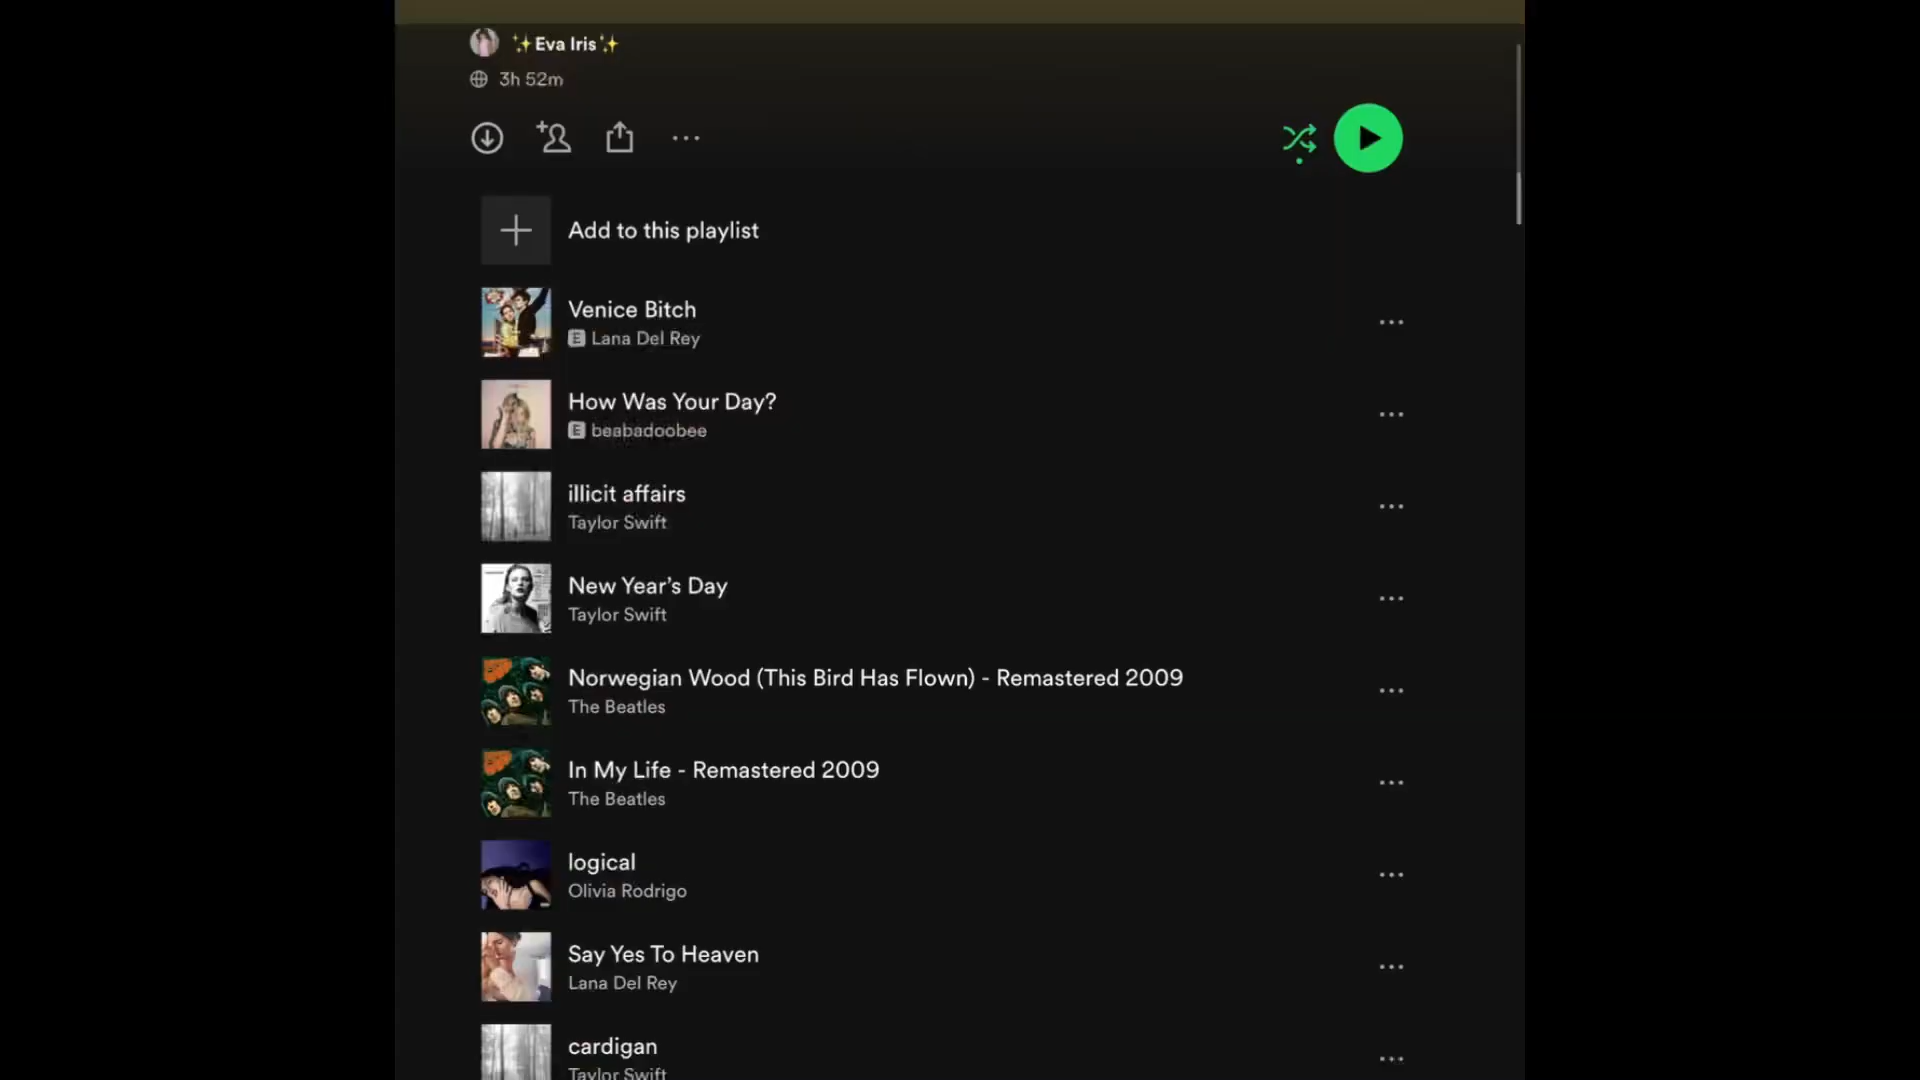 ✨Eva Iris✨
3h 52m
Add to this playlist
Venice Bitch
E Lana Del Rey
How Was Your Day?
E beabadoobee
illicit affairs
Taylor Swift
New Year’s Day
Taylor Swift
Norwegian Wood (This Bird Has Flown) - Remastered 2009
The Beatles
In My Life - Remastered 2009
The Beatles
logical
Olivia Rodrigo
Say Yes To Heaven
Lana Del Rey
cardigan
Taylor Swift